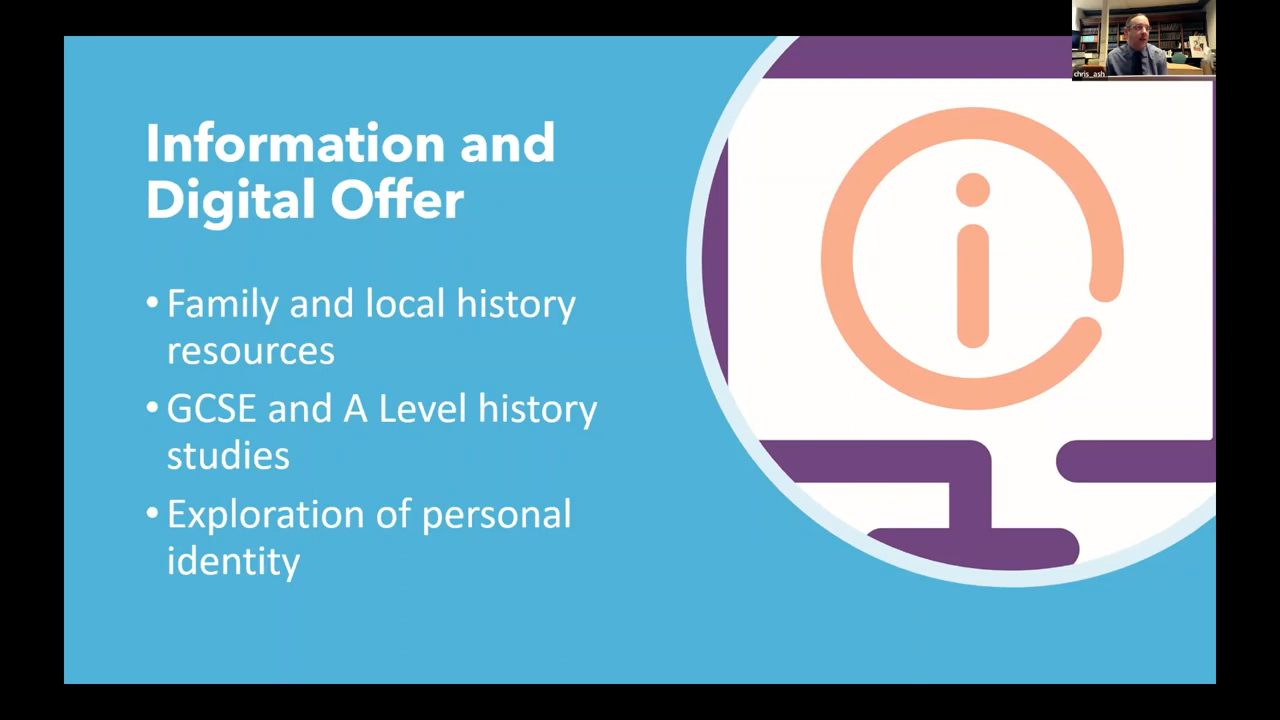 chris_ash
Information and
Digital Offer
• Family and local history
resources
• GCSE and A Level history
studies
• Exploration of personal
identity
i